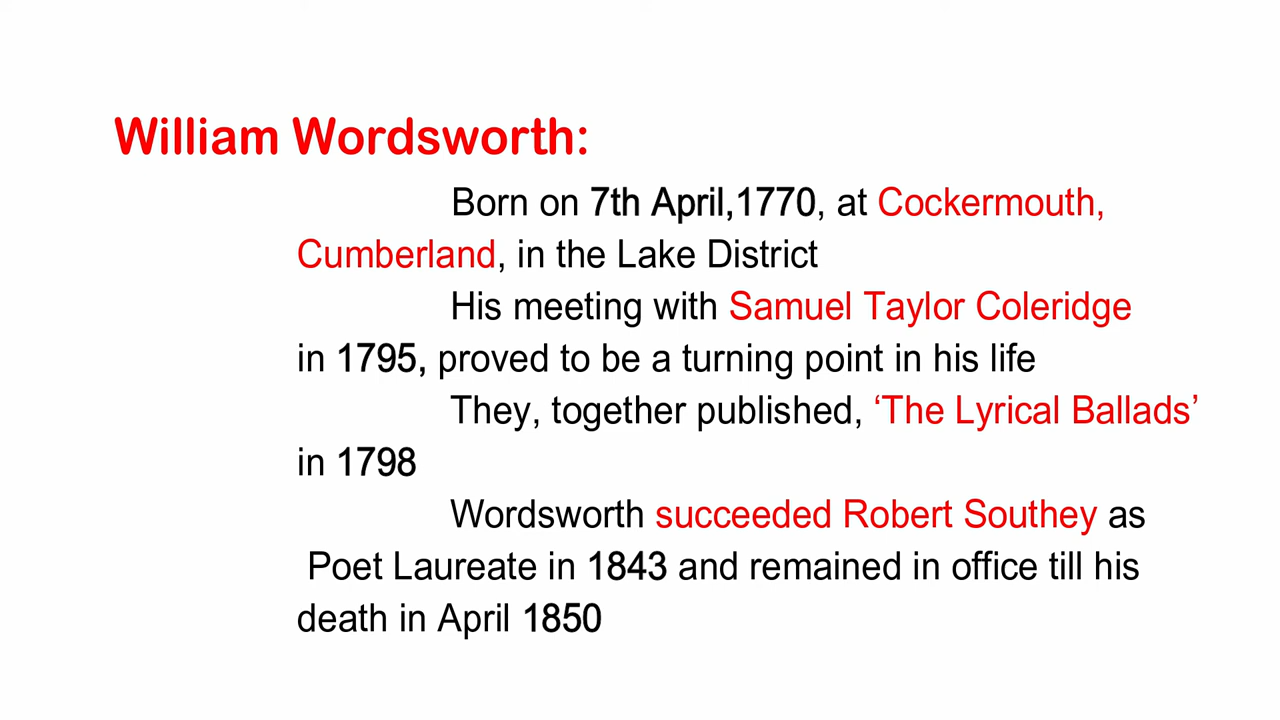 William Wordsworth:
Born on 7th April,1770, at Cockermouth,
Cumberland, in the Lake District
His meeting with Samuel Taylor Coleridge
in 1795, proved to be a turning point in his life
They, together published, ‘The Lyrical Ballads’
in 1798
Wordsworth succeeded Robert Southey as
Poet Laureate in 1843 and remained in office till his
death in April 1850